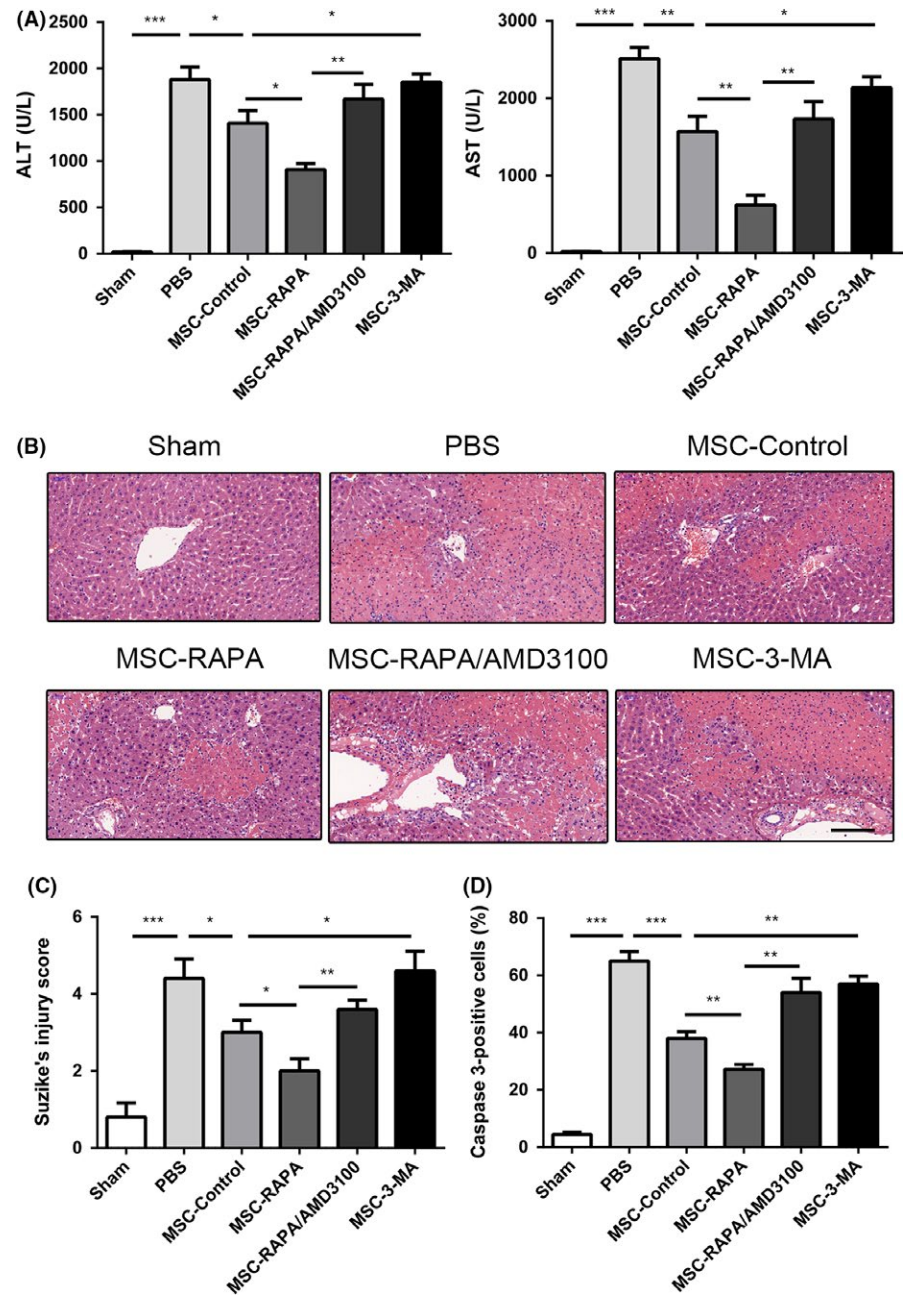 (A)
ALT (U/L)
2500
2000
1500
1000
500
0
*** * *
* **
Sham PBS MSC-Control MSC-RAPA MSC-RAPA/AMD3100 MSC-3-MA
AST (U/L)
3000
2000
1000
0
*** ** *
** **
Sham PBS MSC-Control MSC-RAPA MSC-RAPA/AMD3100 MSC-3-MA
(B)
Sham PBS MSC-Control
MSC-RAPA MSC-RAPA/AMD3100 MSC-3-MA
(C)
Suzike's injury score
6
4
2
0
*** * *
* **
Sham PBS MSC-Control MSC-RAPA MSC-RAPA/AMD3100 MSC-3-MA
(D)
Caspase 3-positive cells (%)
80
60
40
20
0
*** *** **
** **
Sham PBS MSC-Control MSC-RAPA MSC-RAPA/AMD3100 MSC-3-MA